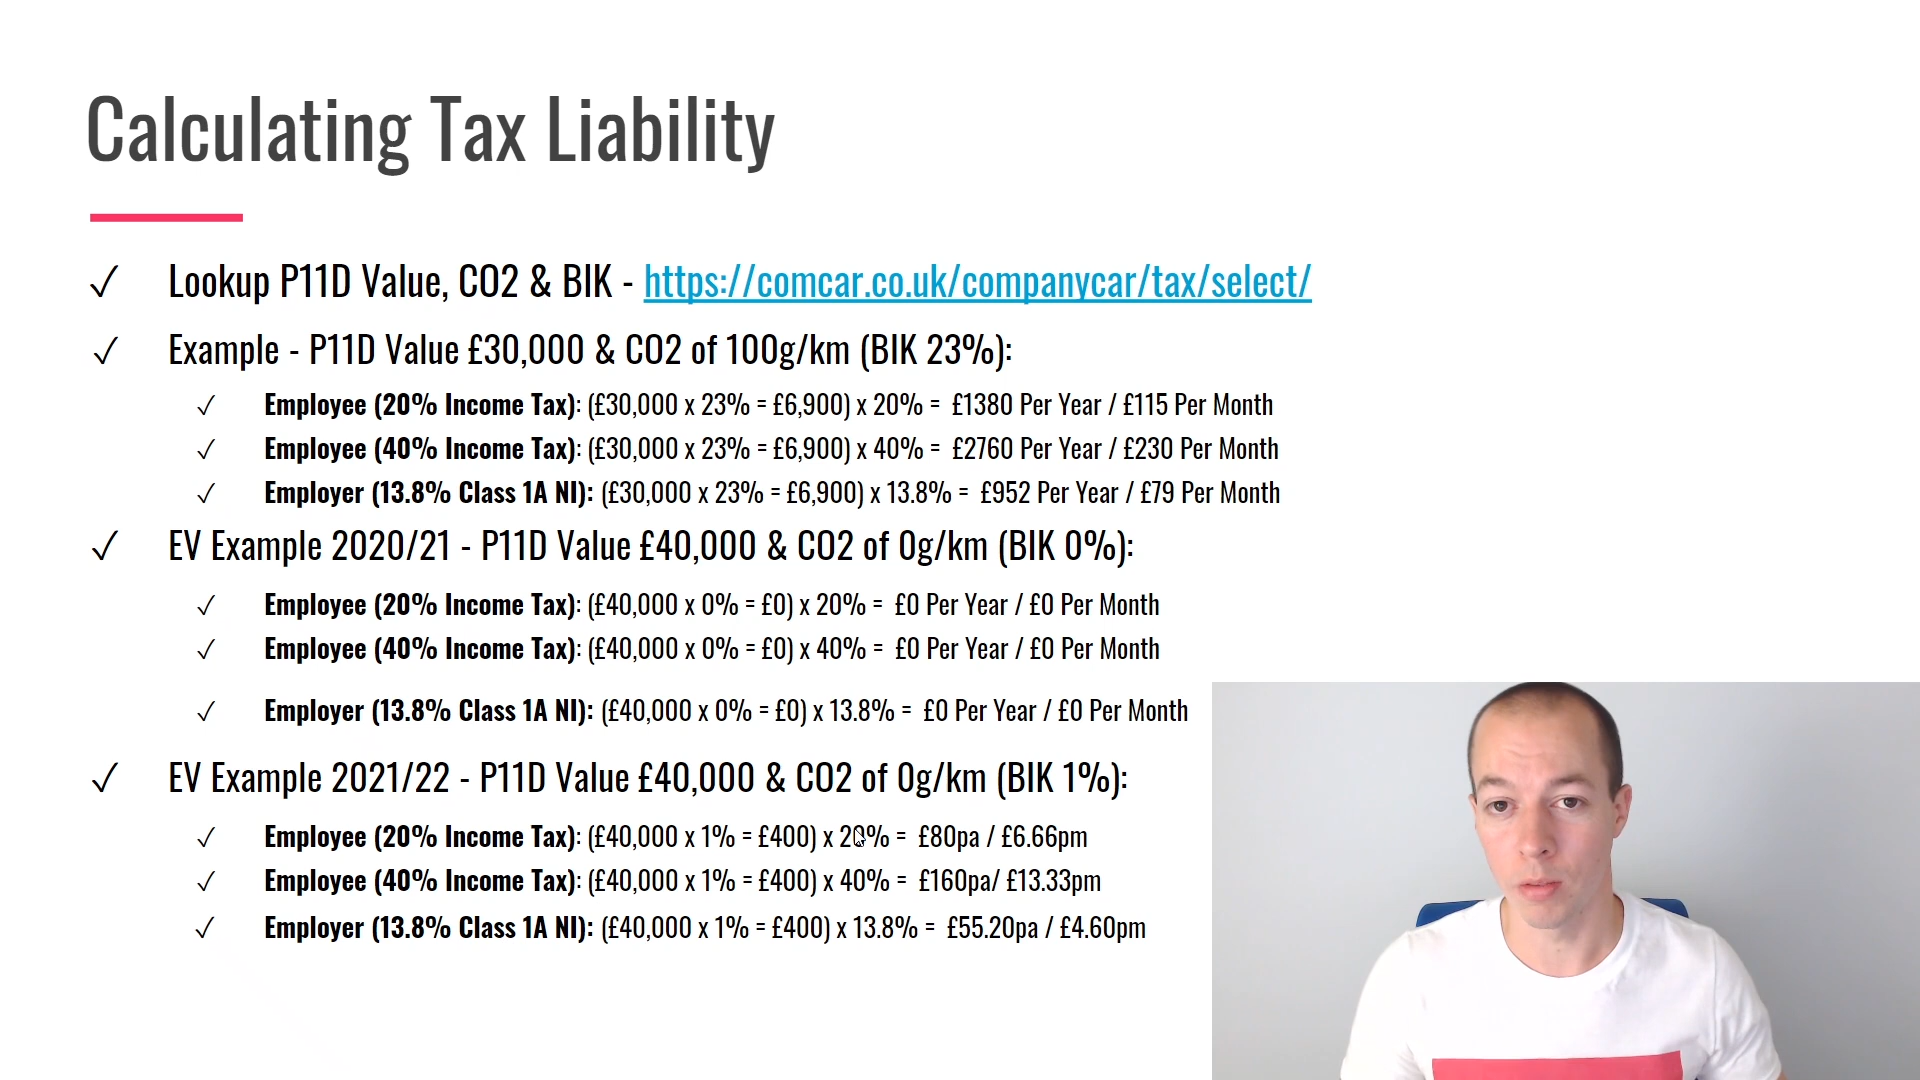 Calculating Tax Liability
✓ Lookup P11D Value, CO2 & BIK - https://comcar.co.uk/companycar/tax/select/
✓ Example - P11D Value £30,000 & CO2 of 100g/km (BIK 23%):
✓ Employee (20% Income Tax): (£30,000 x 23% = £6,900) x 20% = £1380 Per Year / £115 Per Month
✓ Employee (40% Income Tax): (£30,000 x 23% = £6,900) x 40% = £2760 Per Year / £230 Per Month
✓ Employer (13.8% Class 1A NI): (£30,000 x 23% = £6,900) x 13.8% = £952 Per Year / £79 Per Month
✓ EV Example 2020/21 - P11D Value £40,000 & CO2 of 0g/km (BIK 0%):
✓ Employee (20% Income Tax): (£40,000 x 0% = £0) x 20% = £0 Per Year / £0 Per Month
✓ Employee (40% Income Tax): (£40,000 x 0% = £0) x 40% = £0 Per Year / £0 Per Month
✓ Employer (13.8% Class 1A NI): (£40,000 x 0% = £0) x 13.8% = £0 Per Year / £0 Per Month
✓ EV Example 2021/22 - P11D Value £40,000 & CO2 of 0g/km (BIK 1%):
✓ Employee (20% Income Tax): (£40,000 x 1% = £400) x 20% = £80pa / £6.66pm
✓ Employee (40% Income Tax): (£40,000 x 1% = £400) x 40% = £160pa/ £13.33pm
✓ Employer (13.8% Class 1A NI): (£40,000 x 1% = £400) x 13.8% = £55.20pa / £4.60pm